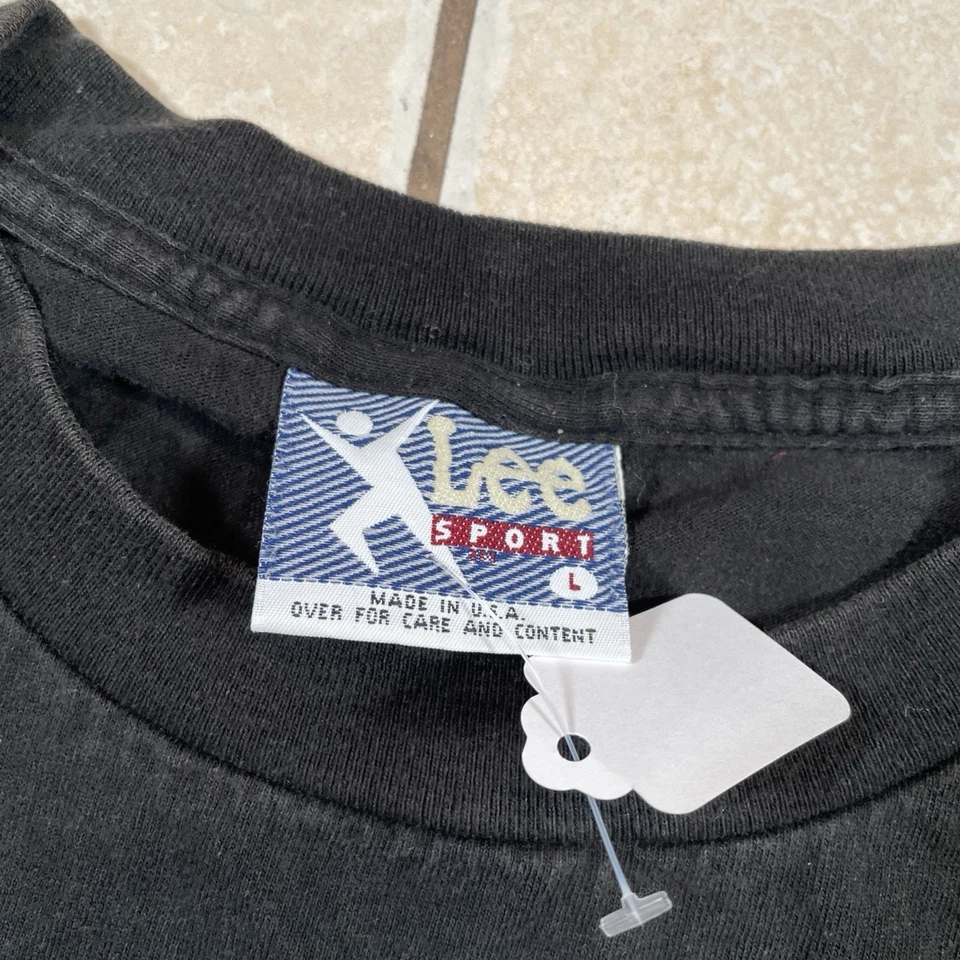 Lee
SPORT
L
MADE IN U.S.A.
OVER FOR CARE AND CONTENT